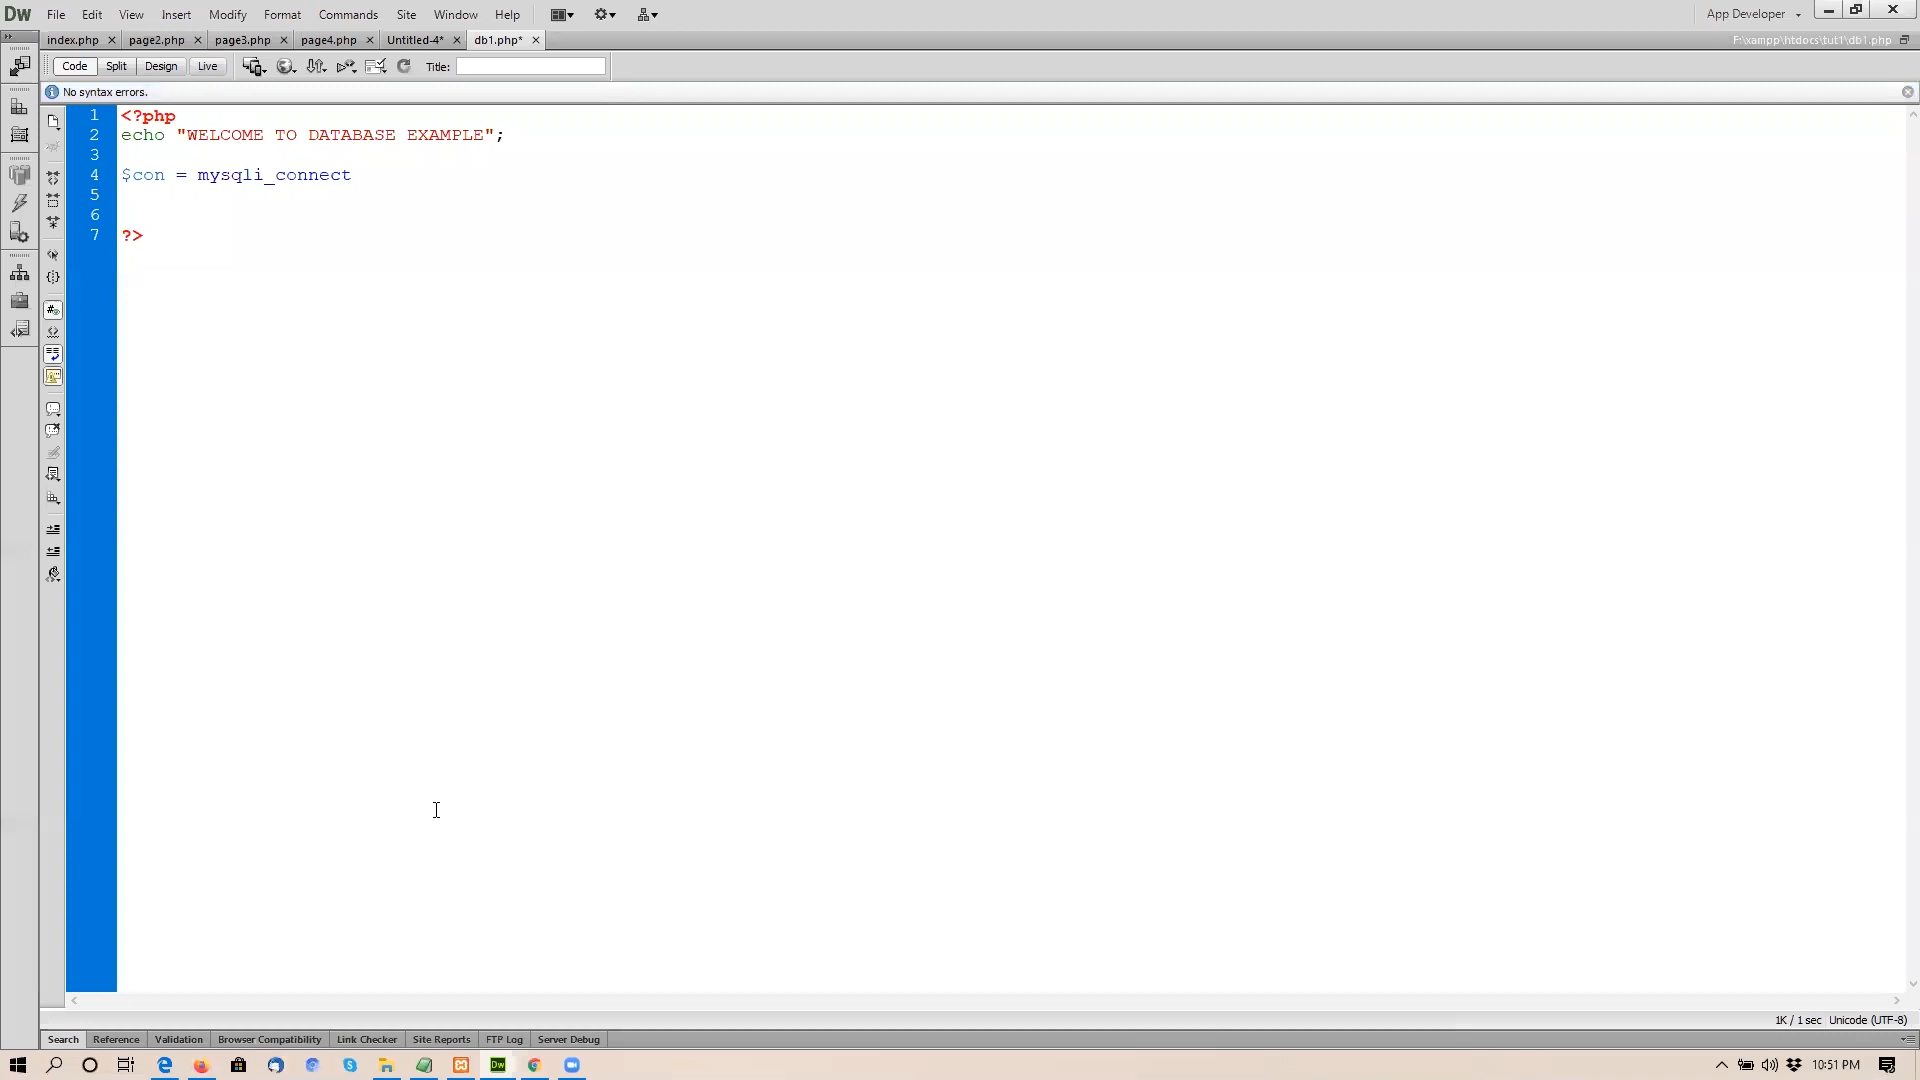 Dw File Edit View Insert Modify Format Commands Site Window Help App Developer
index.php page2.php page3.php page4.php Untitled-4* db1.php* F:\xampp\htdocs\tut1\db1.php
Code Split Design Live Title:
No syntax errors.
1 <?php
2 echo "WELCOME TO DATABASE EXAMPLE";
3
4 $con = mysqli_connect
5
6
7 ?>
1K / 1 sec Unicode (UTF-8)
Search Reference Validation Browser Compatibility Link Checker Site Reports FTP Log Server Debug
Dw 10:51 PM